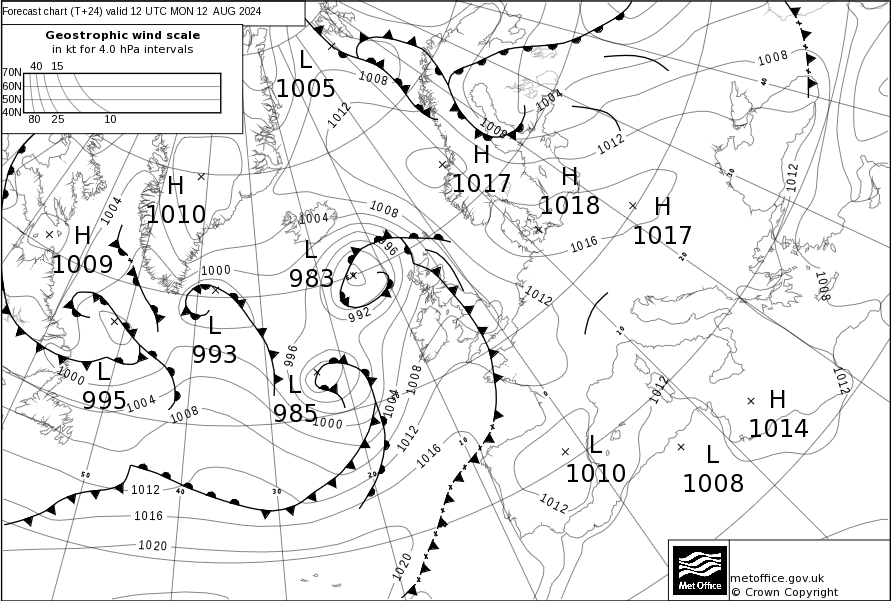 Forecast chart (T+24) valid 12 UTC MON 12 AUG 2024
Geostrophic wind scale
in kt for 4.0 hPa intervals
40 15
70N
60N
50N
40N
80 25 10
L
1005
1008
1012
1008
1004
1008
1012
1012
H
1017
H
1018
H
1017
1016
H
1010
1004
H
1009
1004
1008
L
983
996
992
1000
1012
1008
L
993
996
L
985
1000
1004
1008
1012
1016
L
995
1000
1004
1008
1012
1012
H
1014
L
1010
L
1008
1012
1012
1016
1020
1020
50
40
30
20
10
0
10
20
30
40
Met Office
metoffice.gov.uk
© Crown Copyright